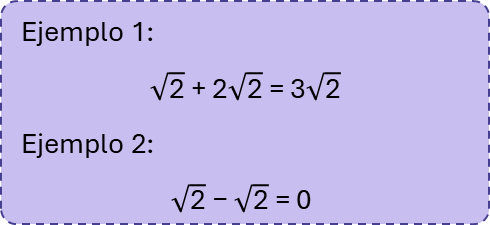 Ejemplo 1:
√2 + 2√2 = 3√2
Ejemplo 2:
√2 − √2 = 0